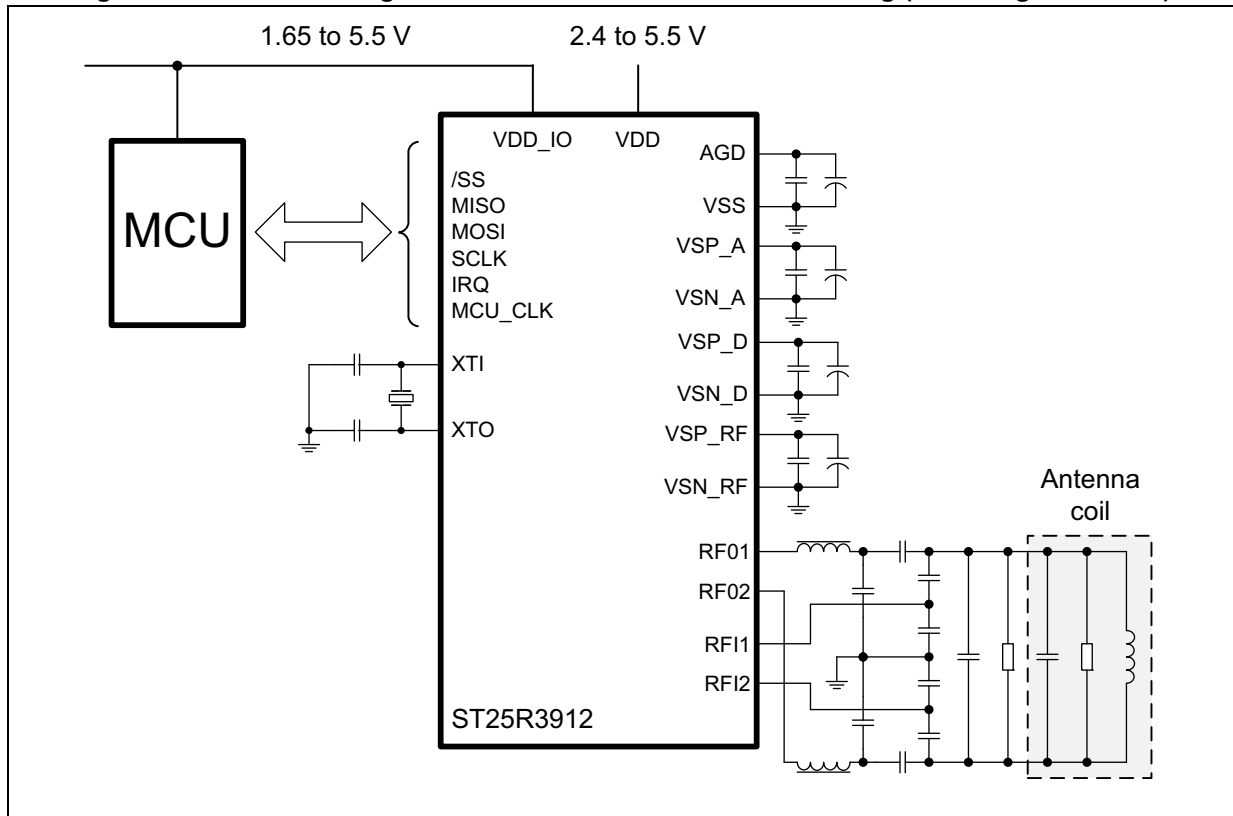 1.65 to 5.5 V
2.4 to 5.5 V
MCU
VDD_IO
VDD
/SS
MISO
MOSI
SCLK
IRQ
MCU_CLK
XTI
XTO
AGD
VSS
VSP_A
VSN_A
VSP_D
VSN_D
VSP_RF
VSN_RF
RF01
RF02
RFI1
RFI2
ST25R3912
Antenna
coil